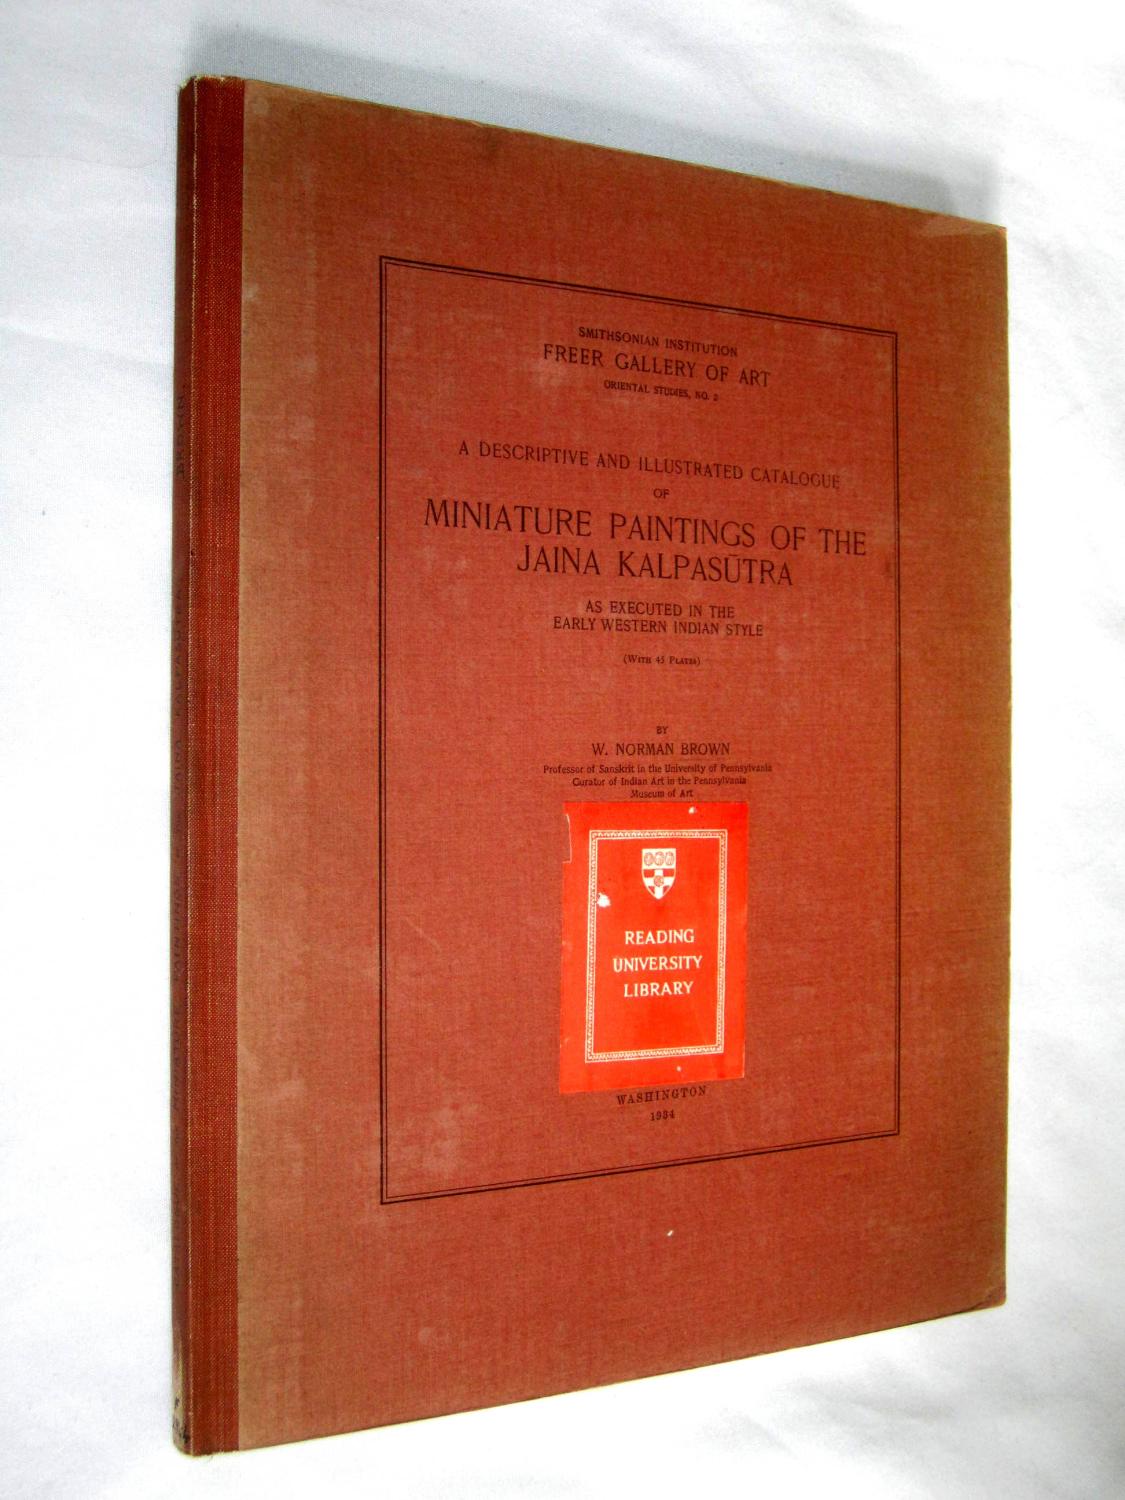 SMITHSONIAN INSTITUTION
FREER GALLERY OF ART
ORIENTAL STUDIES, NO. 2
A DESCRIPTIVE AND ILLUSTRATED CATALOGUE
OF
MINIATURE PAINTINGS OF THE
JAINA KALPASŪTRA
AS EXECUTED IN THE
EARLY WESTERN INDIAN STYLE
(WITH 45 PLATES)
BY
W. NORMAN BROWN
Professor of Sanskrit in the University of Pennsylvania
Curator of Indian Art in the Pennsylvania
Museum of Art
READING
UNIVERSITY
LIBRARY
WASHINGTON
1934